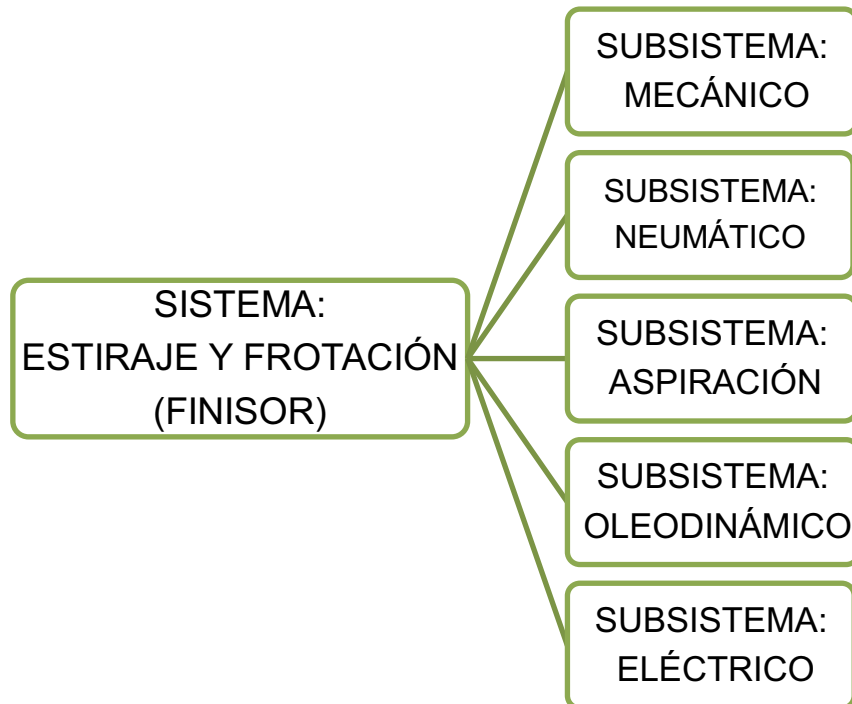 SISTEMA:
ESTIRAJE Y FROTACIÓN
(FINISOR)
SUBSISTEMA:
MECÁNICO
SUBSISTEMA:
NEUMÁTICO
SUBSISTEMA:
ASPIRACIÓN
SUBSISTEMA:
OLEODINÁMICO
SUBSISTEMA:
ELÉCTRICO